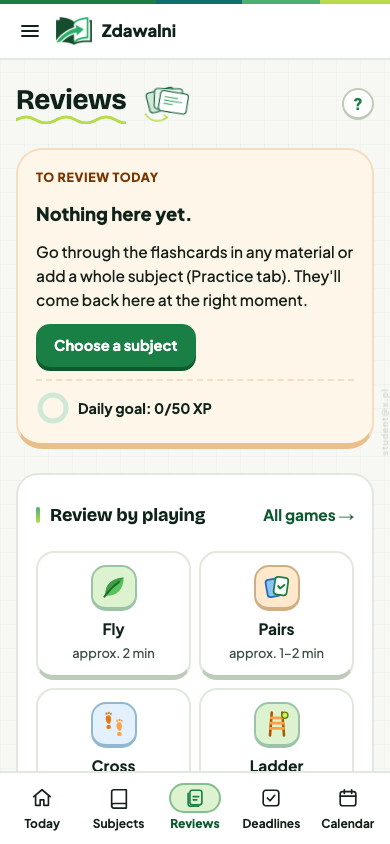 Zdawalni
Reviews
?
TO REVIEW TODAY
Nothing here yet.
Go through the flashcards in any material or
add a whole subject (Practice tab). They'll
come back here at the right moment.
Choose a subject
Daily goal: 0/50 XP
student@x.pl
Review by playing
All games →
Fly
approx. 2 min
Pairs
approx. 1–2 min
Cross
Ladder
Today
Subjects
Reviews
Deadlines
Calendar